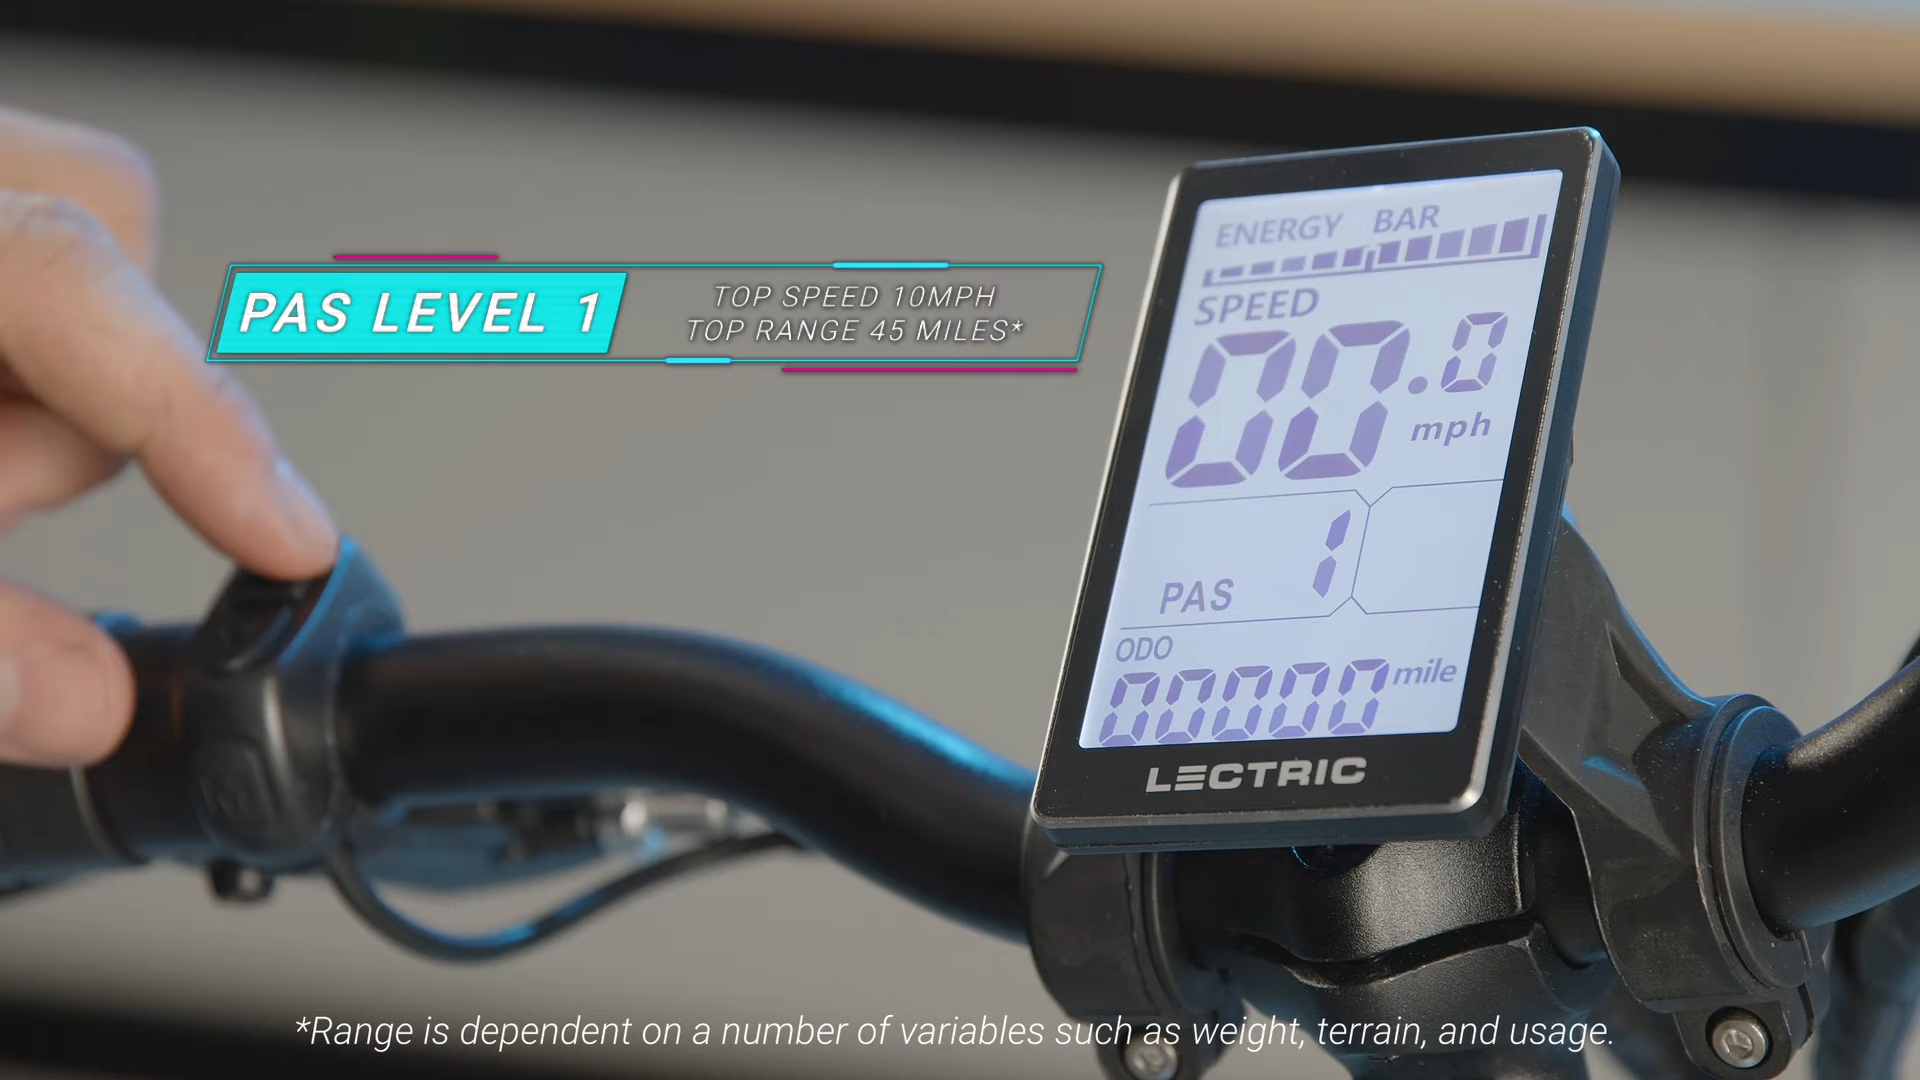 PAS LEVEL 1
TOP SPEED 10MPH
TOP RANGE 45 MILES*
ENERGY BAR
SPEED
00.0
mph
PAS 1
ODO
00000 mile
LECTRIC
*Range is dependent on a number of variables such as weight, terrain, and usage.